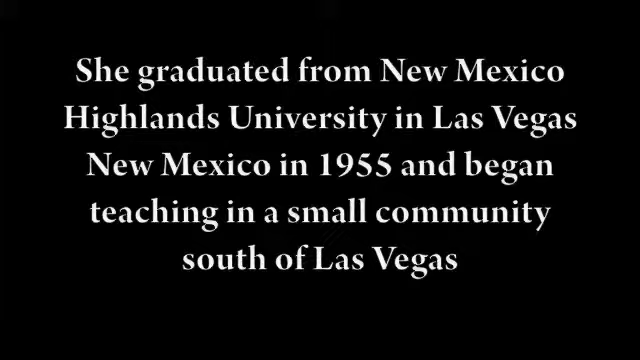 She graduated from New Mexico
Highlands University in Las Vegas
New Mexico in 1955 and began
teaching in a small community
south of Las Vegas